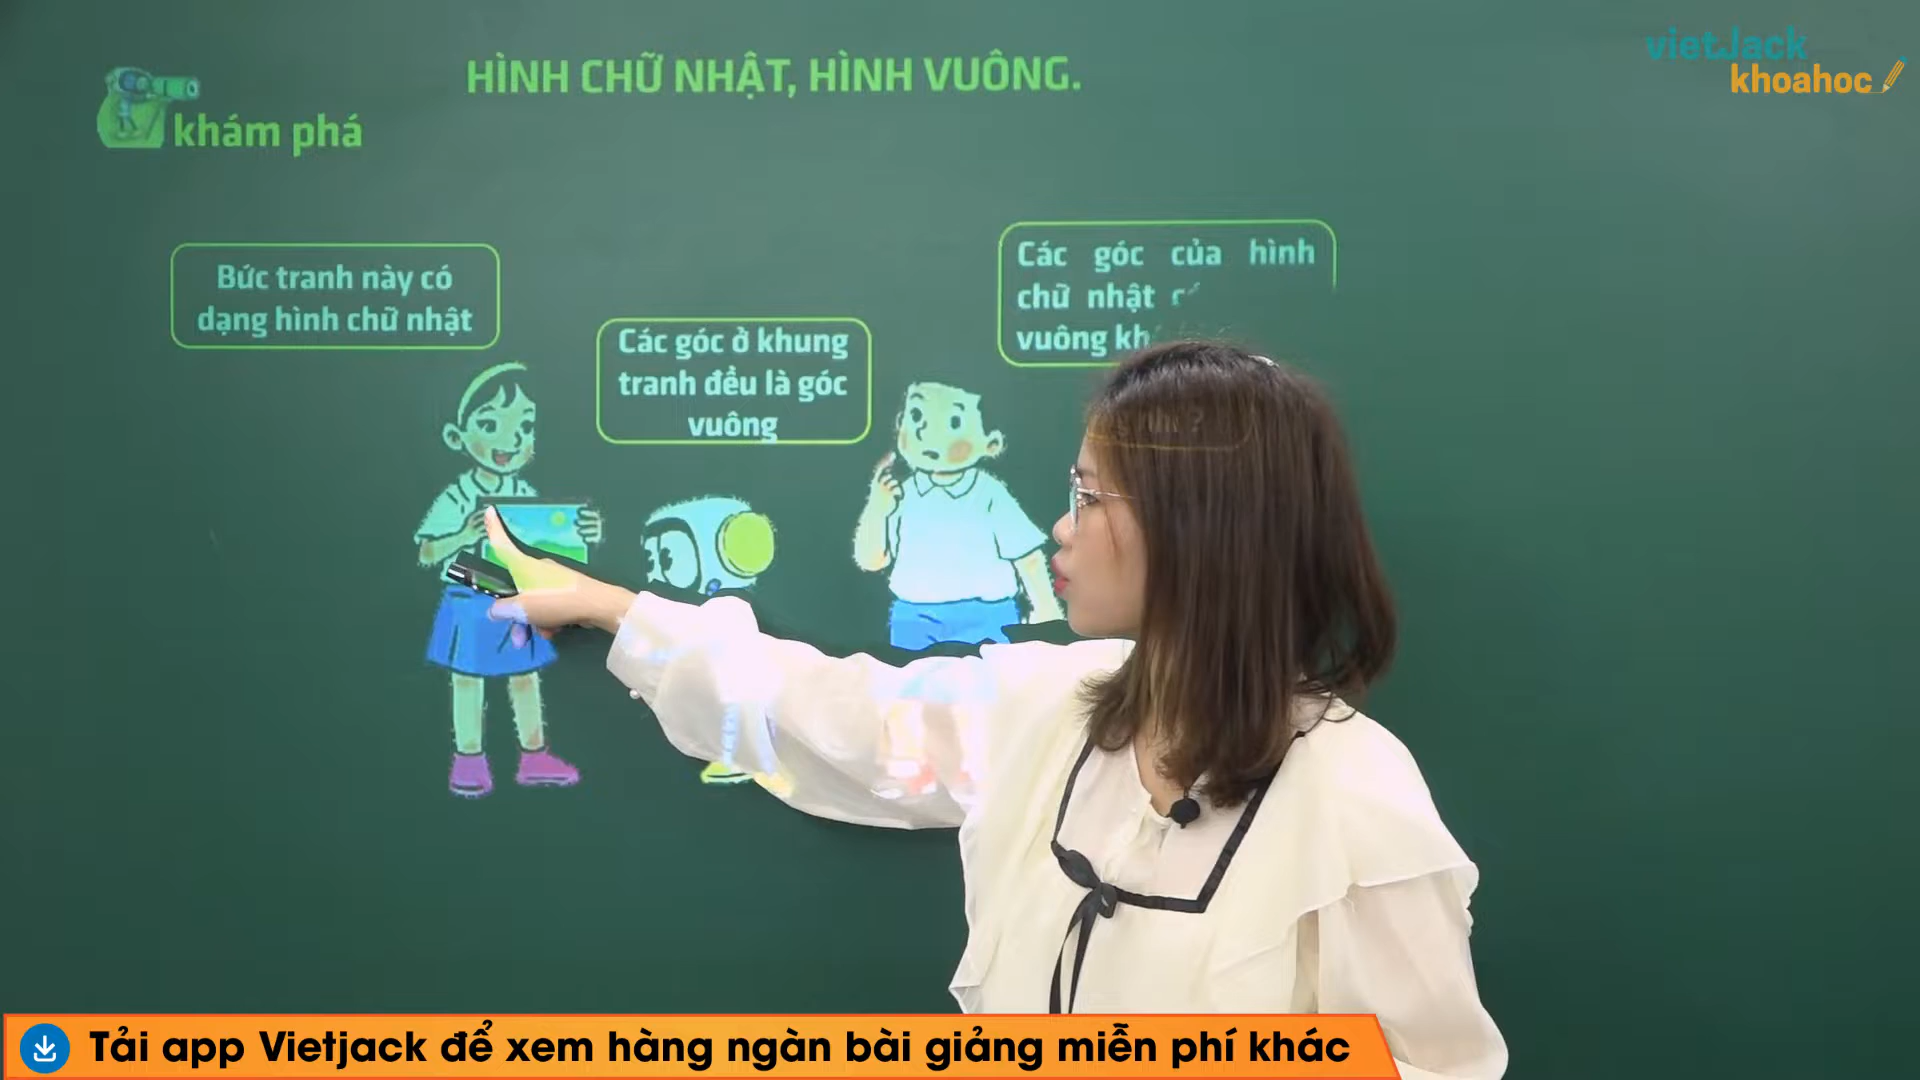 vietJack
khoahoc
HÌNH CHỮ NHẬT, HÌNH VUÔNG.
khám phá
Bức tranh này có
dạng hình chữ nhật
Các góc ở khung
tranh đều là góc
vuông
Các góc của hình
chữ nhật
vuông
?
Tải app Vietjack để xem hàng ngàn bài giảng miễn phí khác